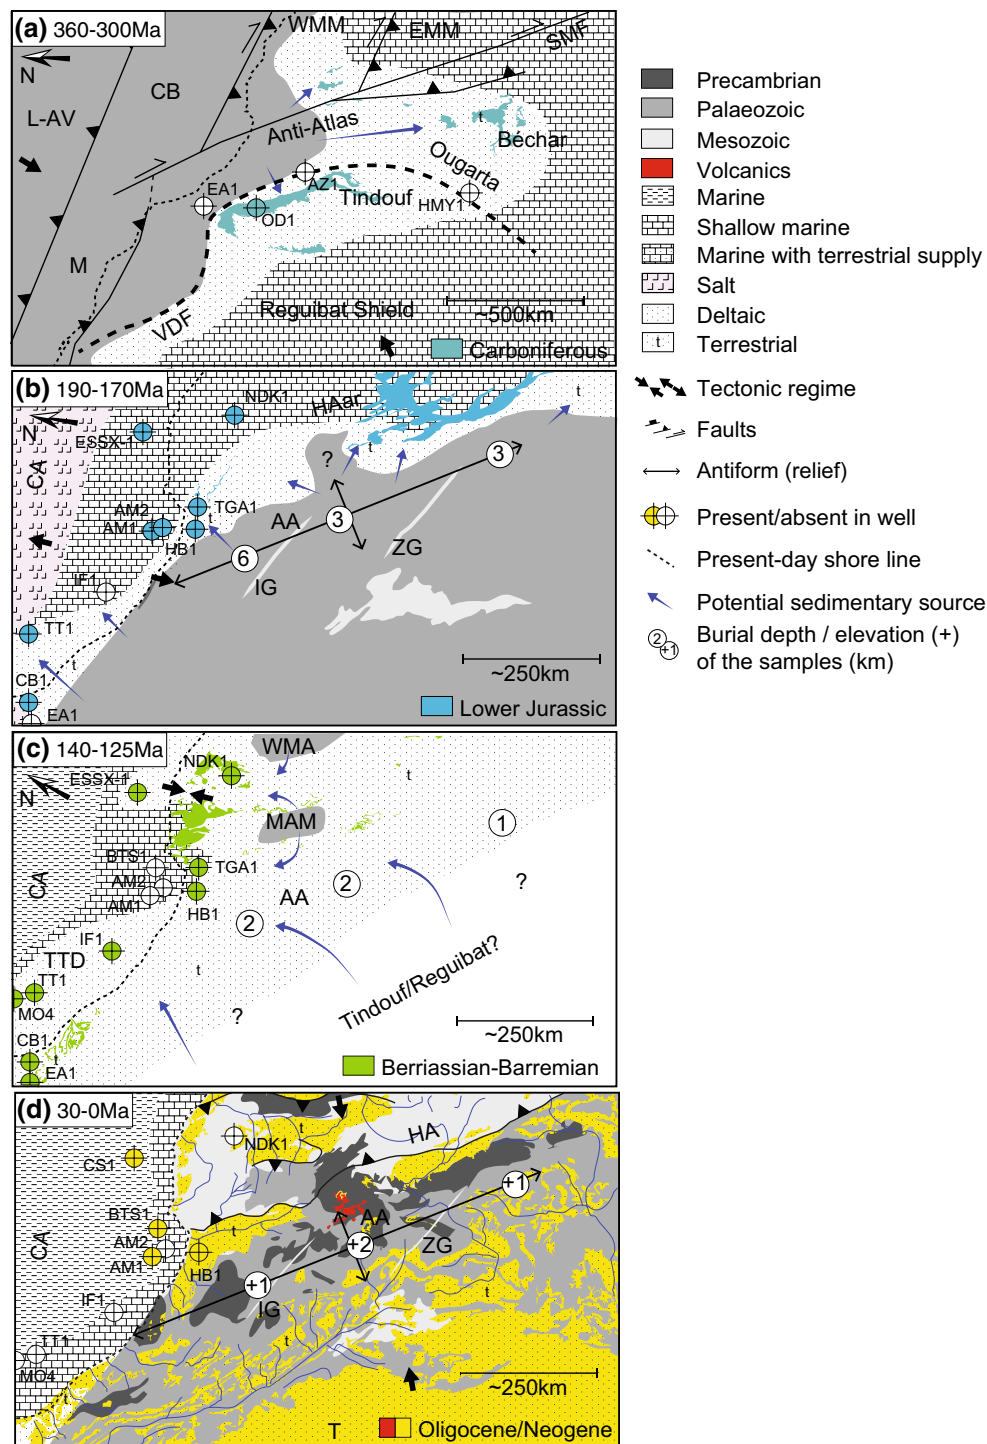 (a) 360-300Ma
WMM
EMM
SMF
N
CB
L-AV
Anti-Atlas
t
Béchar
Ougarta
AZ1
EA1
Tindouf
HMY1
OD1
M
VDF
Reguibat Shield
~500km
Carboniferous
(b) 190-170Ma
NDK1
HAar
t
N
ESSX-1
CA
t
3
?
TGA1
AM2
t
AM1
AA
3
HB1
ZG
6
IF1
IG
TT1
t
CB1
~250km
EA1
Lower Jurassic
(c) 140-125Ma
WMA
NDK1
ESSX-1
t
N
MAM
1
BTS1
TGA1
CA
AM2
2
?
AM1
AA
HB1
2
IF1
TTD
t
TT1
Tindouf/Reguibat?
MO4
?
~250km
CB1
t
EA1
Berriassian-Barremian
(d) 30-0Ma
t
HA
NDK1
CS1
+1
BTS1
AA
t
AM2
+2
ZG
CA
AM1
HB1
+1
t
IF1
IG
t
TT1
MO4
~250km
t
T
Oligocene/Neogene
Precambrian
Palaeozoic
Mesozoic
Volcanics
Marine
Shallow marine
Marine with terrestrial supply
Salt
Deltaic
t
Terrestrial
Tectonic regime
Faults
Antiform (relief)
Present/absent in well
Present-day shore line
Potential sedimentary source
2
+1
Burial depth / elevation (+)
of the samples (km)